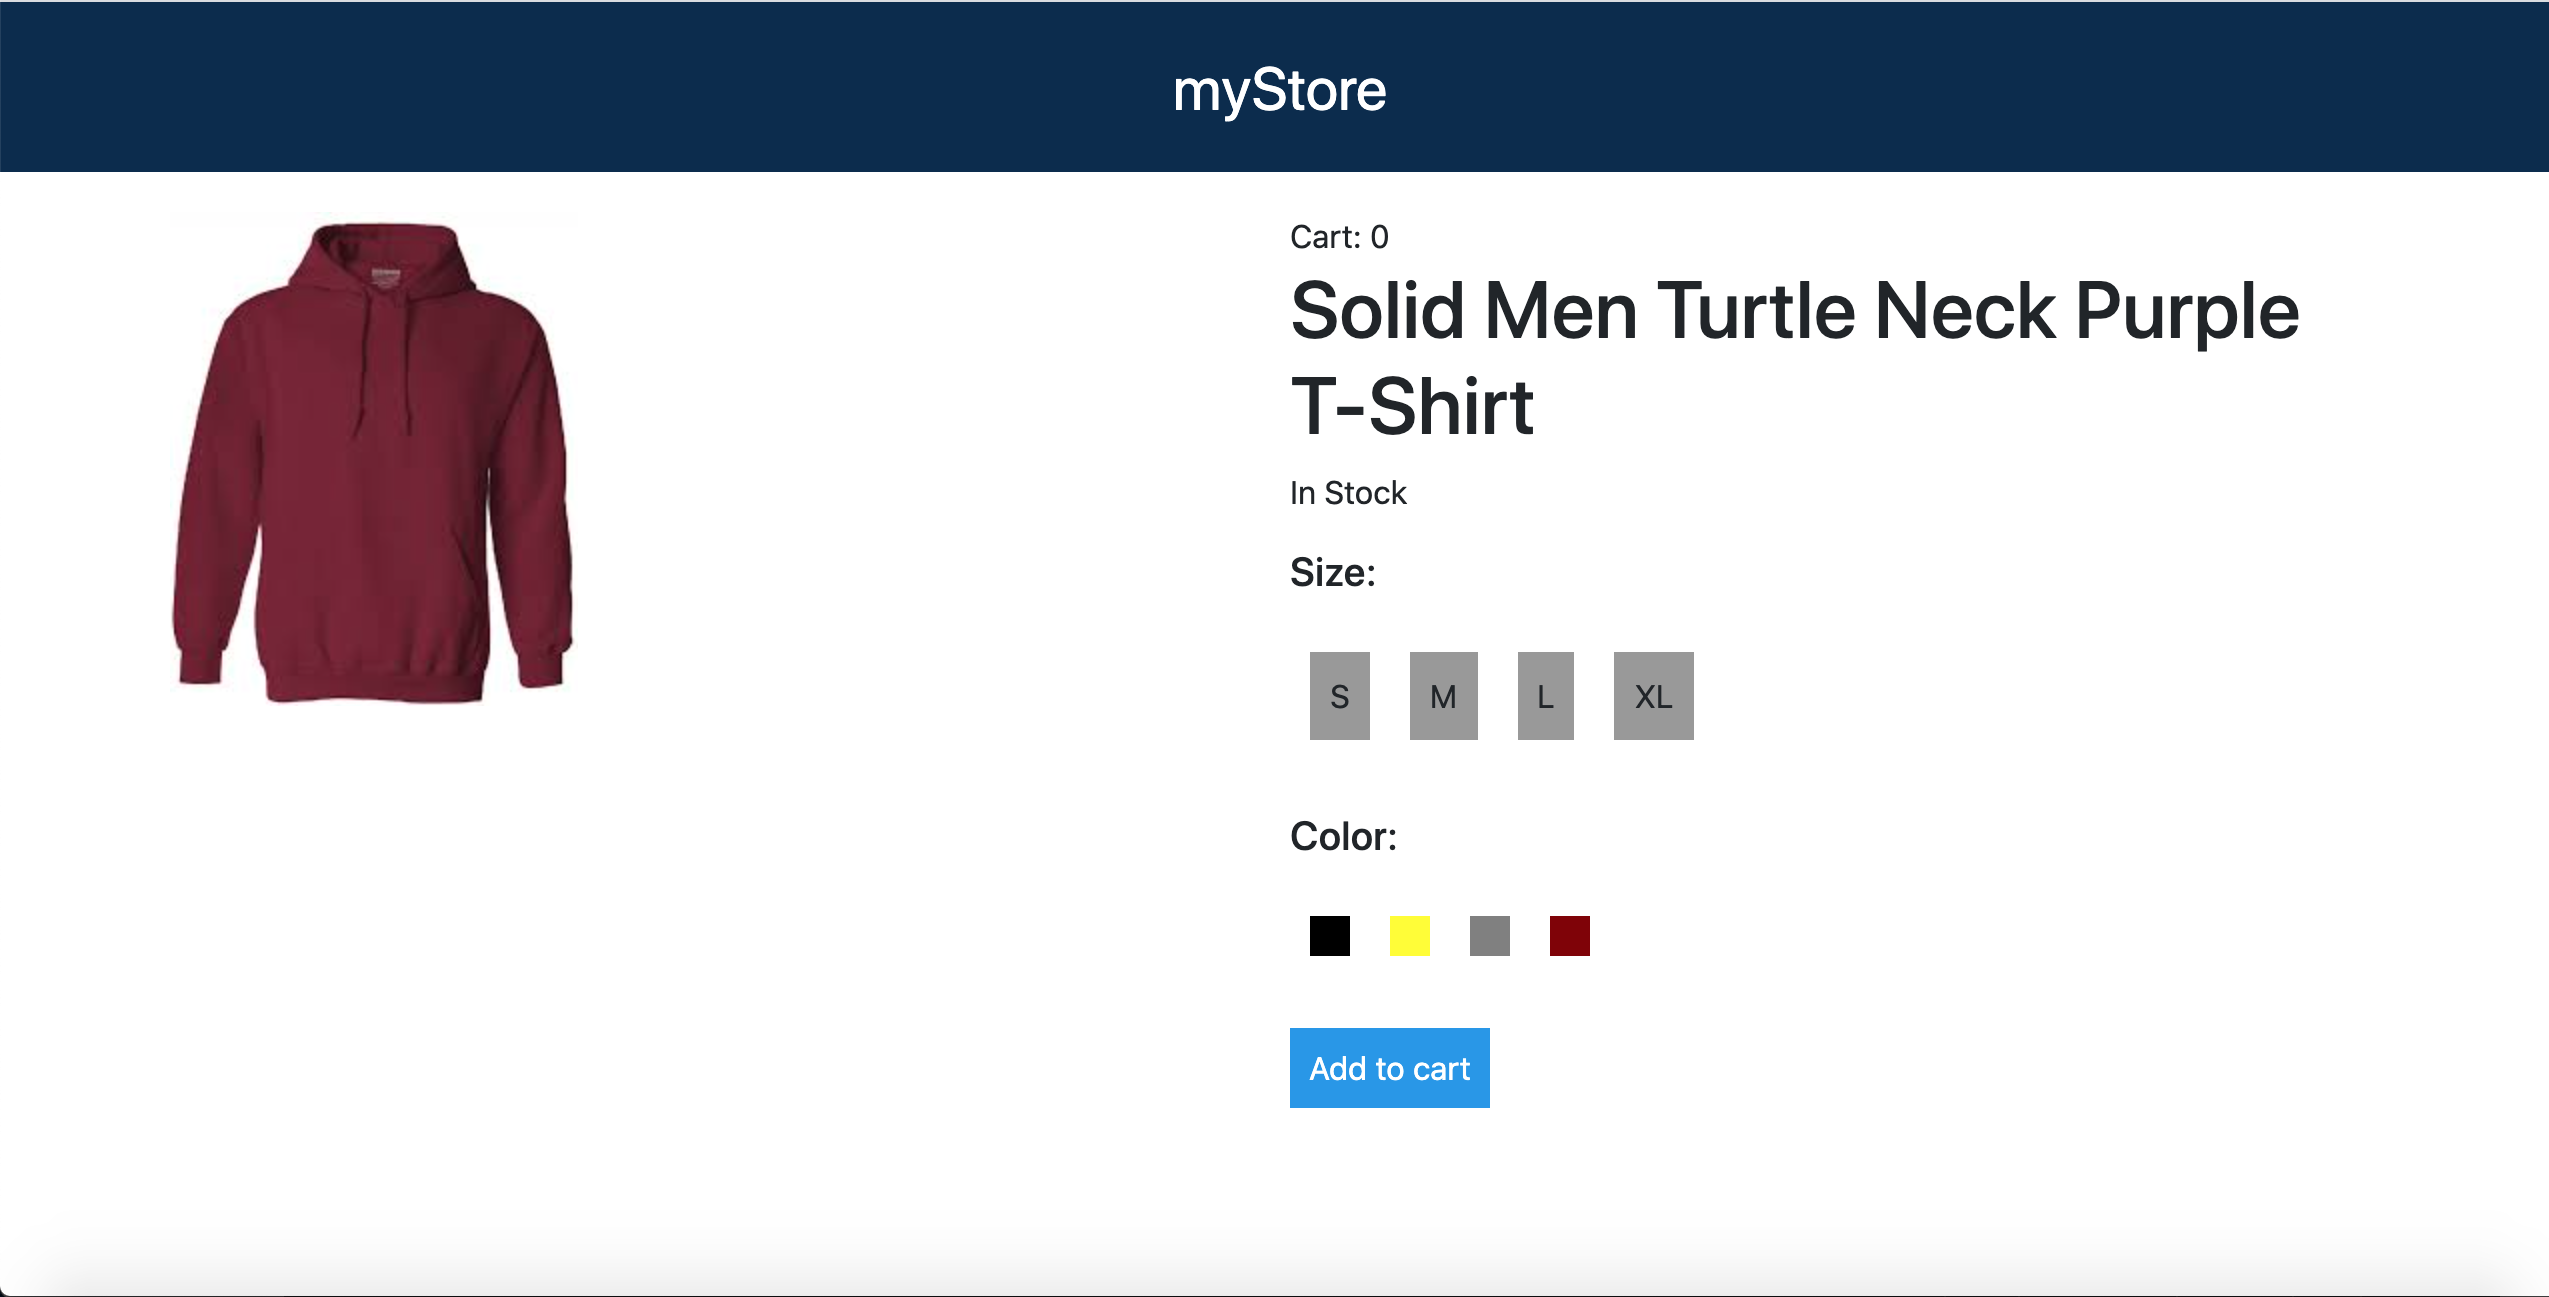 myStore
Cart: 0
Solid Men Turtle Neck Purple
T-Shirt
In Stock
Size:
S M L XL
Color:
Add to cart